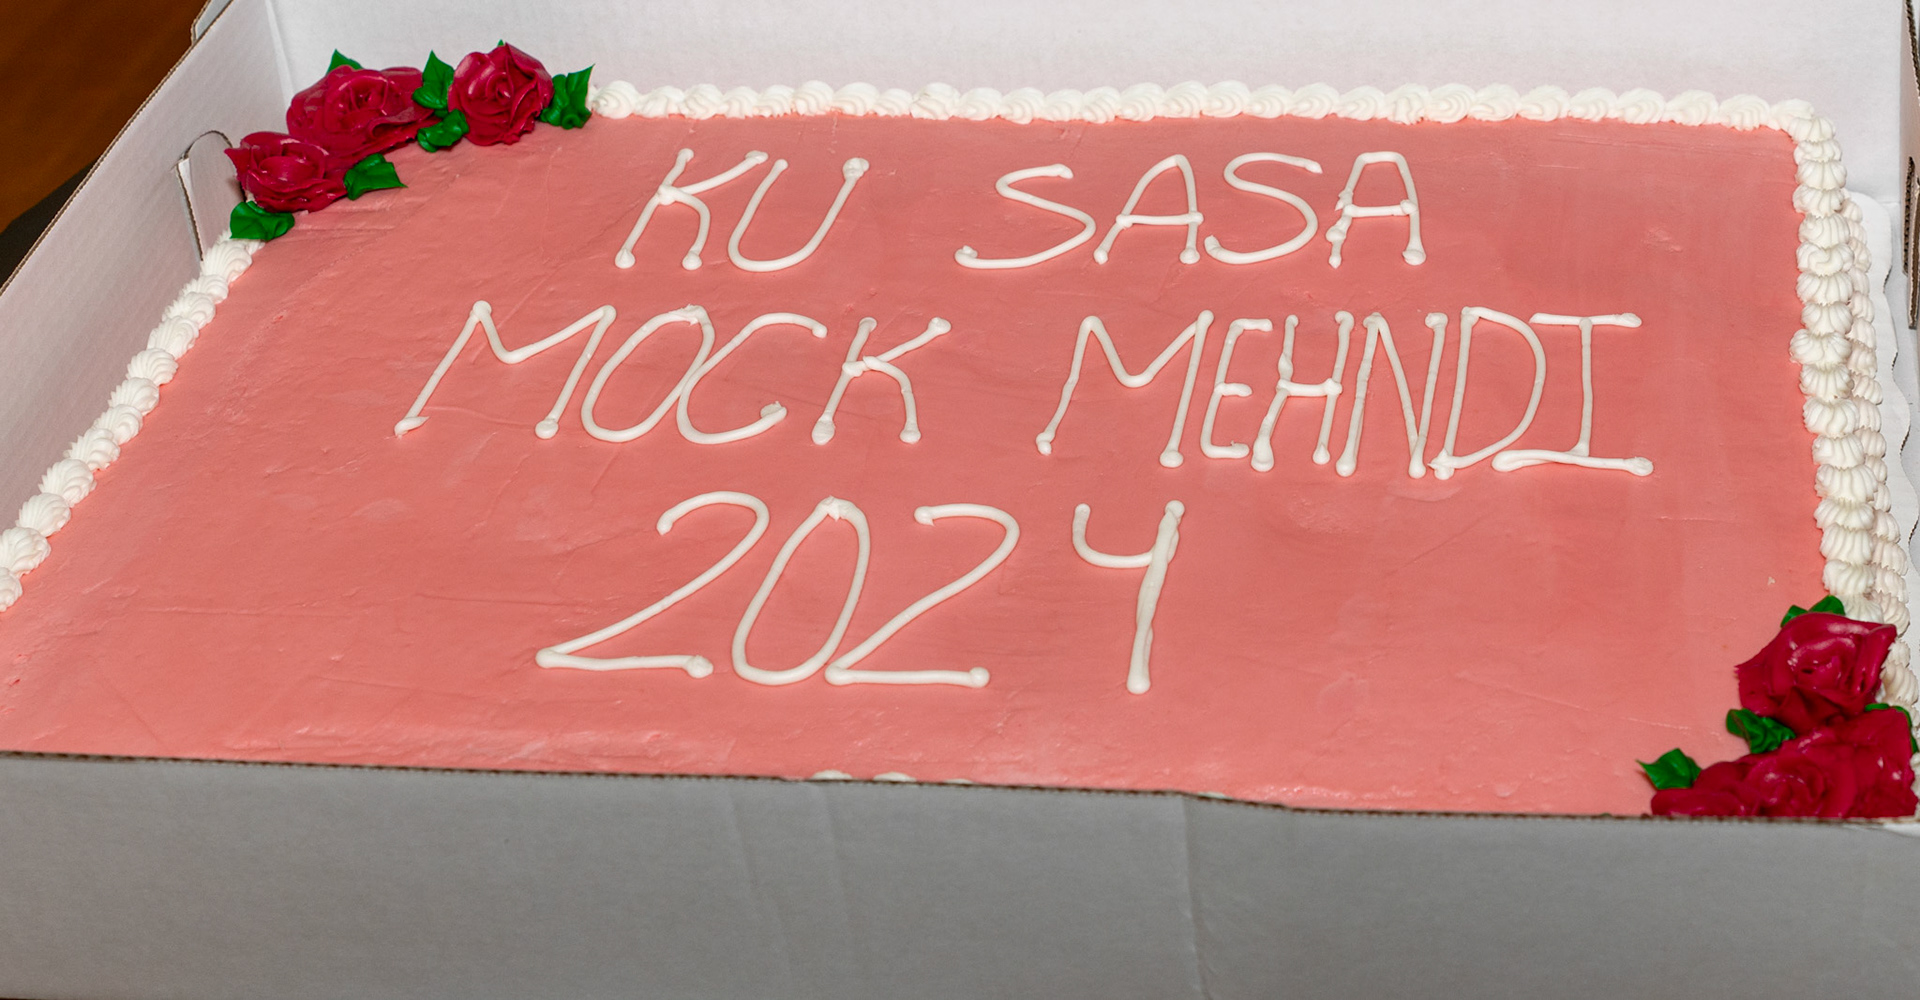 KU SASA
MOCK MEHNDI
2024